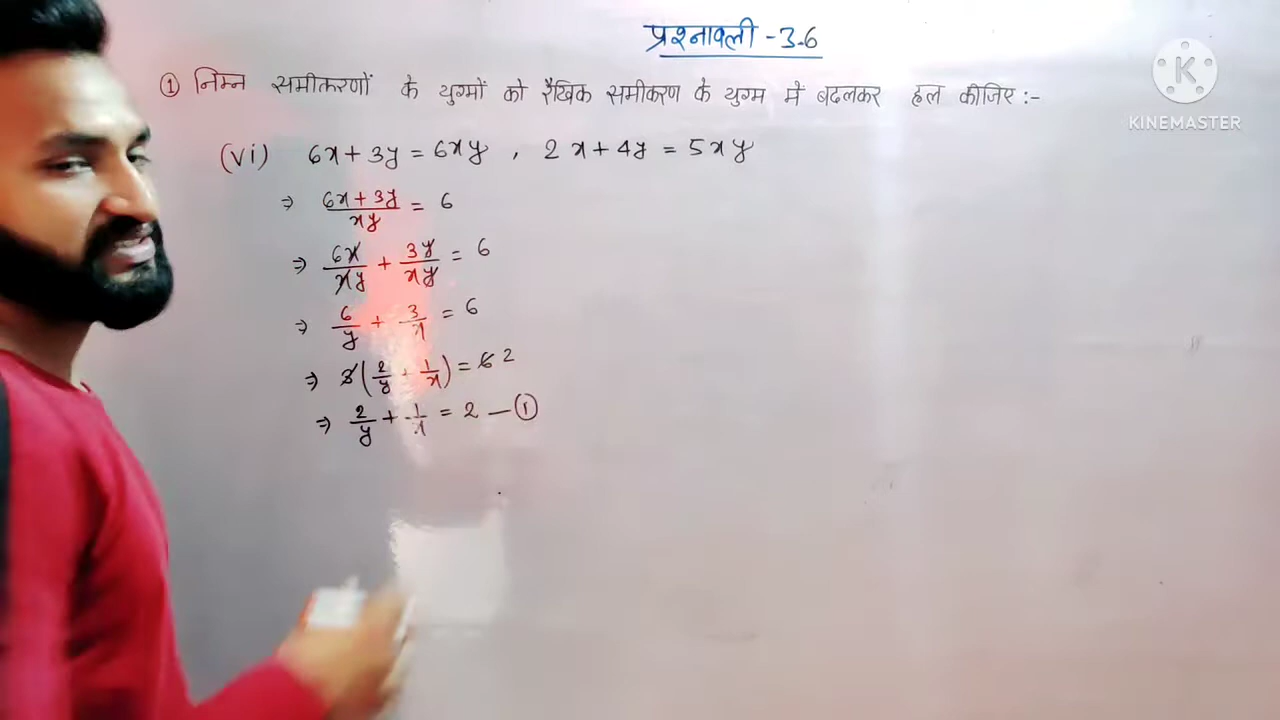 प्रश्नावली - 3.6
① निम्न समीकरणों के युग्मों को रैखिक समीकरण के युग्म में बदलकर हल कीजिए :-
(vi) 6x + 3y = 6xy , 2x + 4y = 5xy
⇒ (6x + 3y)/(xy) = 6
⇒ 6x/(xy) + 3y/(xy) = 6
⇒ 6/y + 3/x = 6
⇒ 3(2/y + 1/x) = 6 2
⇒ 2/y + 1/x = 2 — ①
K
KINEMASTER